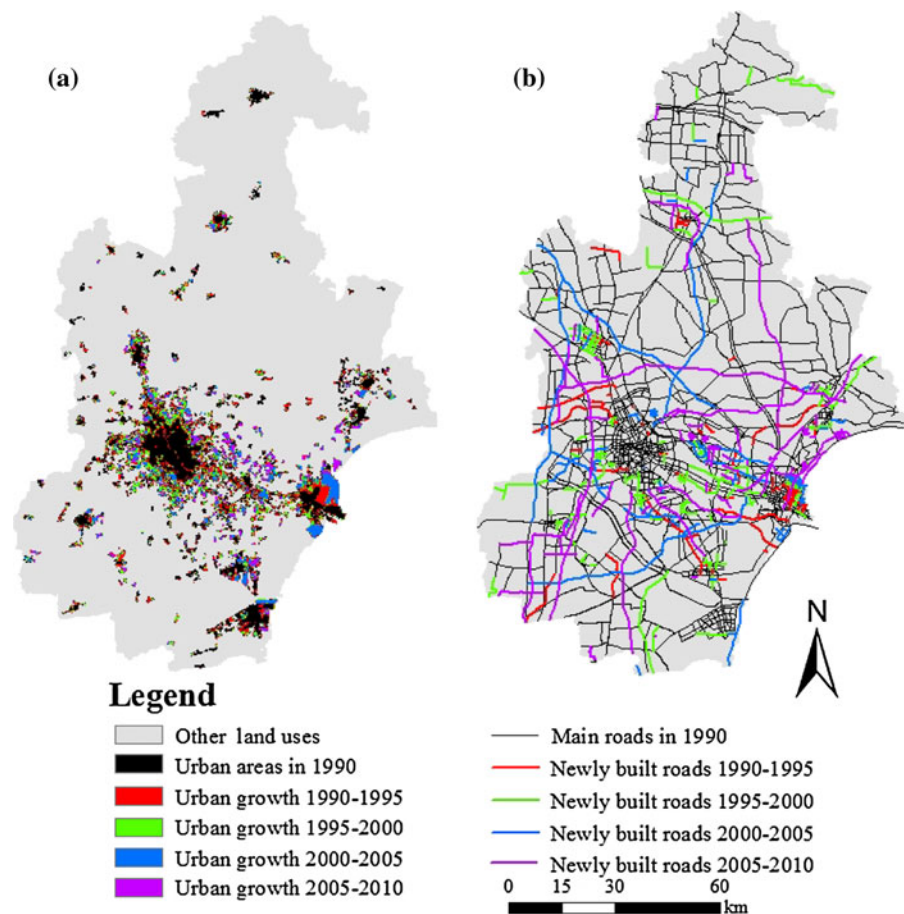 (a)
(b)
N
Legend
Other land uses
Urban areas in 1990
Urban growth 1990-1995
Urban growth 1995-2000
Urban growth 2000-2005
Urban growth 2005-2010
Main roads in 1990
Newly built roads 1990-1995
Newly built roads 1995-2000
Newly built roads 2000-2005
Newly built roads 2005-2010
0 15 30 60
km